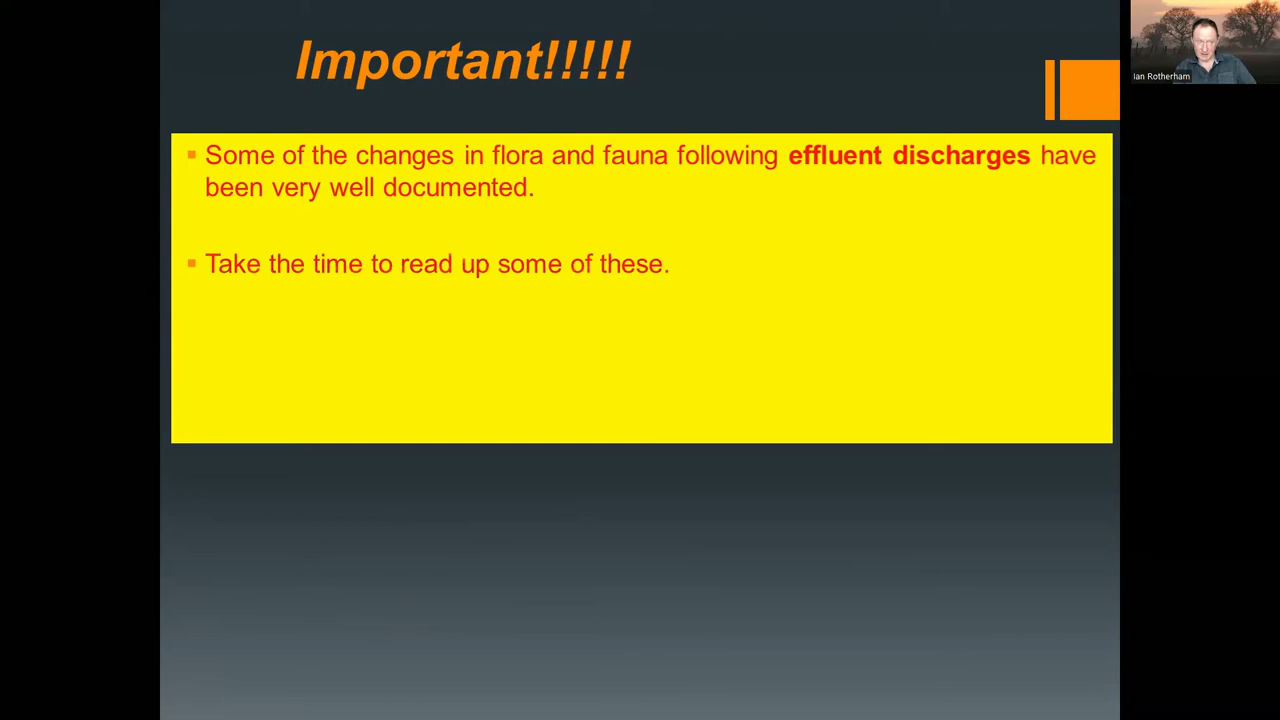 Important!!!!!
Ian Rotherham
▪ Some of the changes in flora and fauna following effluent discharges have
been very well documented.
▪ Take the time to read up some of these.